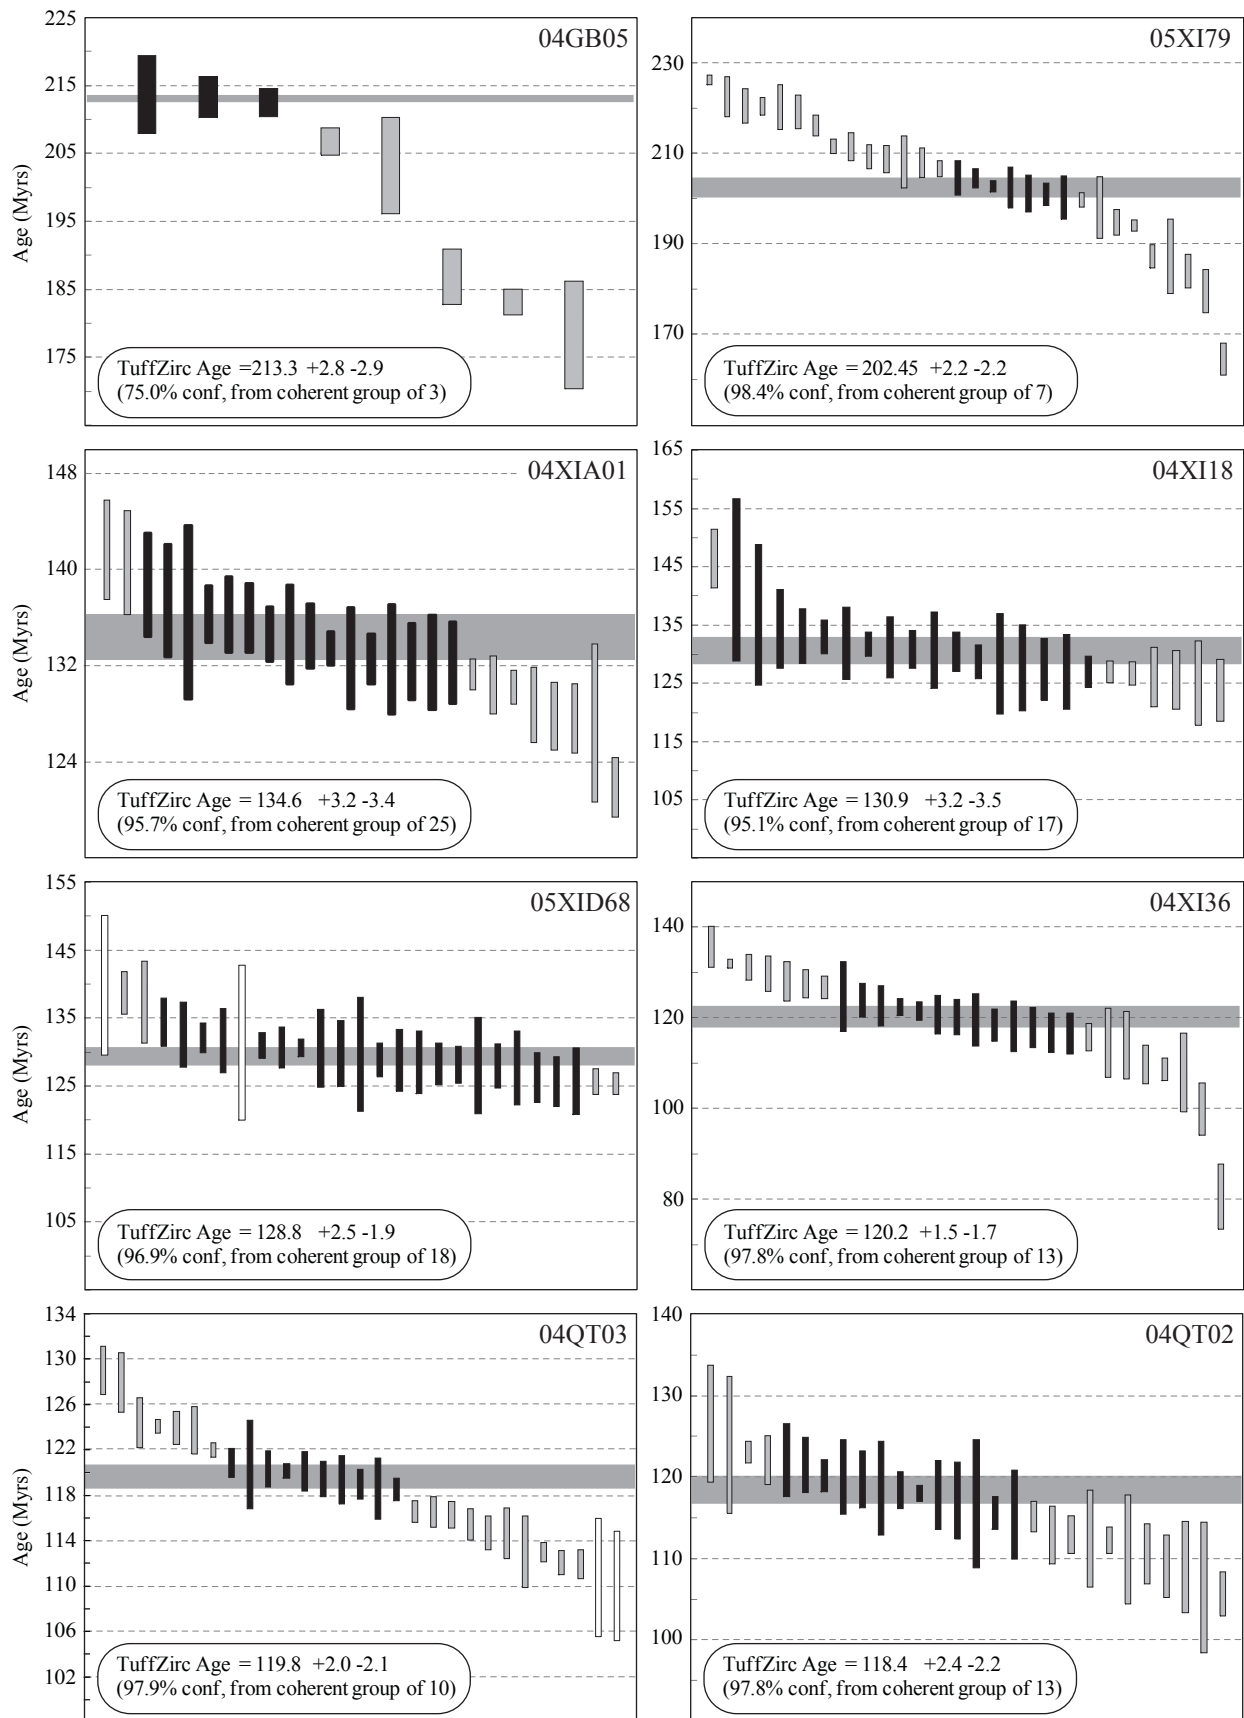 225
215
205
195
185
175
Age (Myrs)
04GB05
TuffZirc Age =213.3 +2.8 -2.9
(75.0% conf, from coherent group of 3)
230
210
190
170
05XI79
TuffZirc Age = 202.45 +2.2 -2.2
(98.4% conf, from coherent group of 7)
148
140
132
124
Age (Myrs)
04XIA01
TuffZirc Age = 134.6 +3.2 -3.4
(95.7% conf, from coherent group of 25)
165
155
145
135
125
115
105
04XI18
TuffZirc Age = 130.9 +3.2 -3.5
(95.1% conf, from coherent group of 17)
155
145
135
125
115
105
Age (Myrs)
05XID68
TuffZirc Age = 128.8 +2.5 -1.9
(96.9% conf, from coherent group of 18)
140
120
100
80
04XI36
TuffZirc Age = 120.2 +1.5 -1.7
(97.8% conf, from coherent group of 13)
134
130
126
122
118
114
110
106
102
Age (Myrs)
04QT03
TuffZirc Age = 119.8 +2.0 -2.1
(97.9% conf, from coherent group of 10)
140
130
120
110
100
04QT02
TuffZirc Age = 118.4 +2.4 -2.2
(97.8% conf, from coherent group of 13)